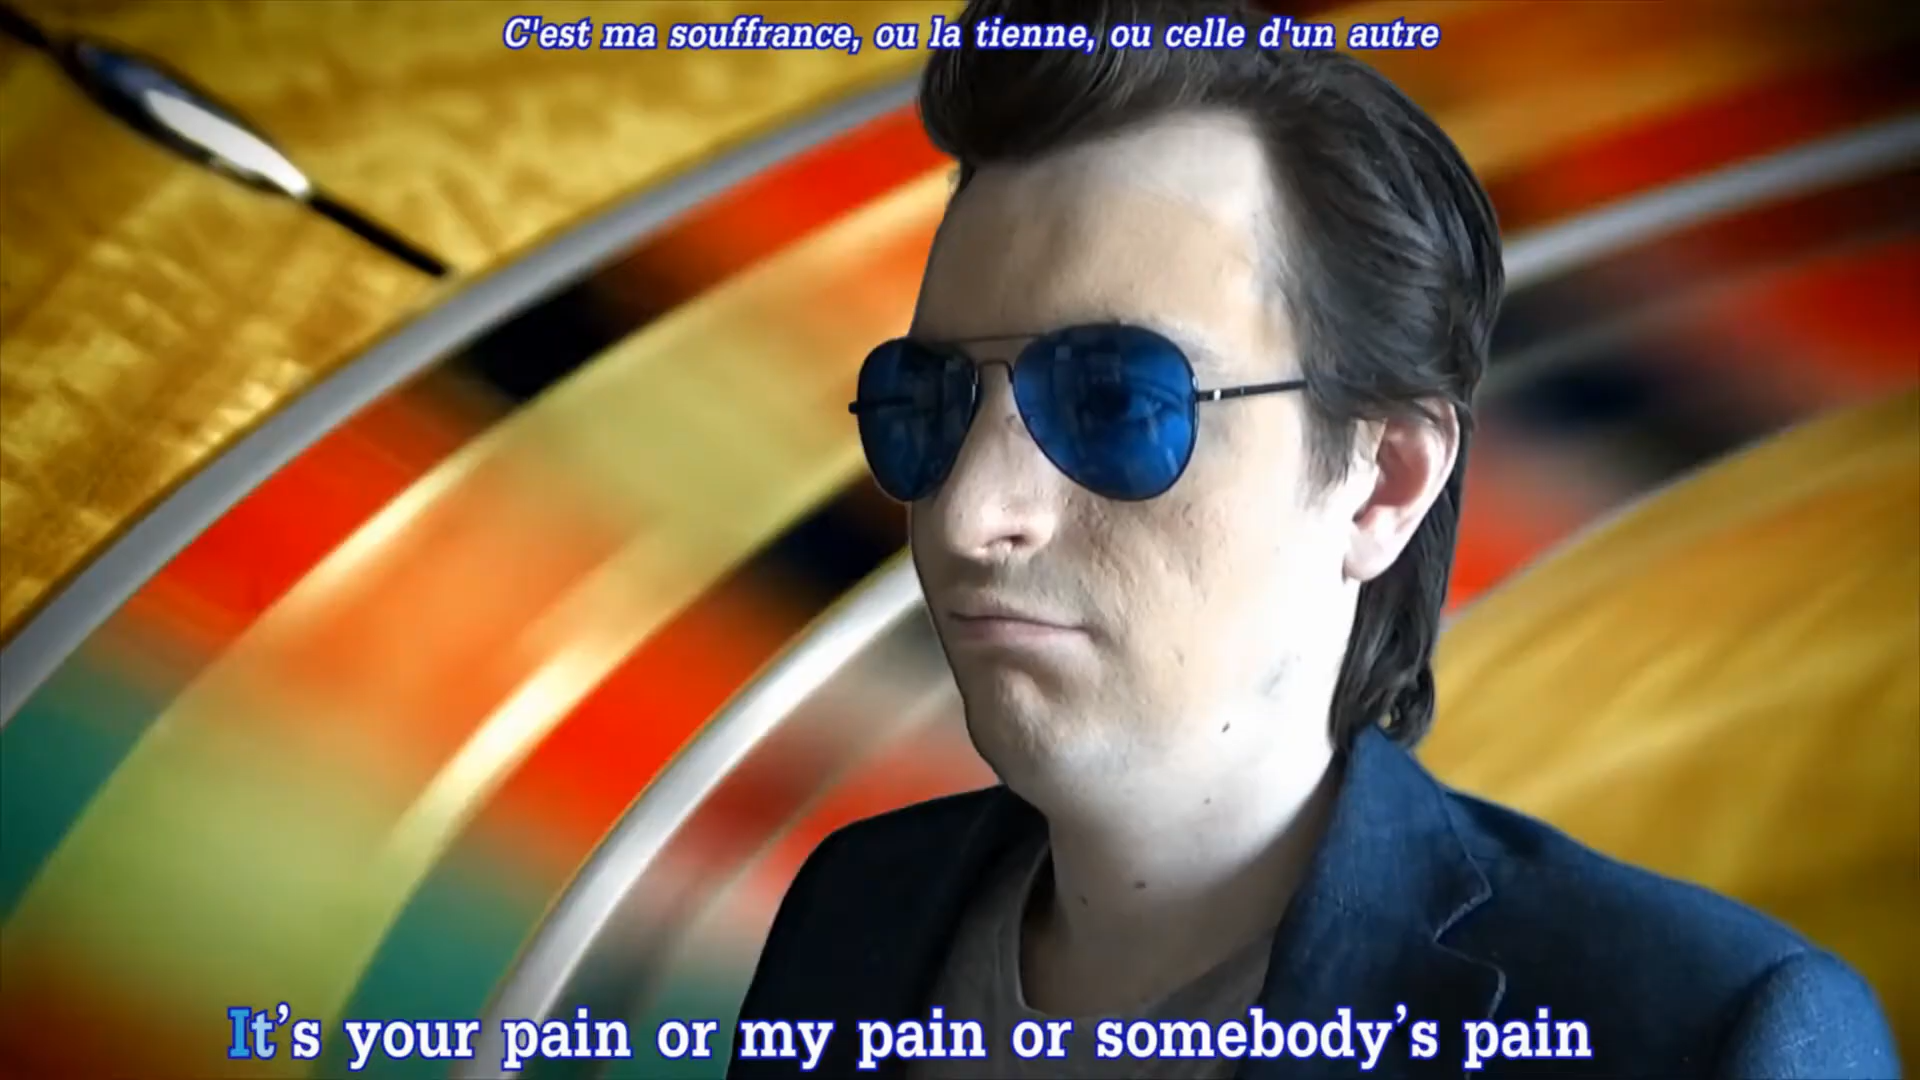 C'est ma souffrance, ou la tienne, ou celle d'un autre
It’s your pain or my pain or somebody’s pain